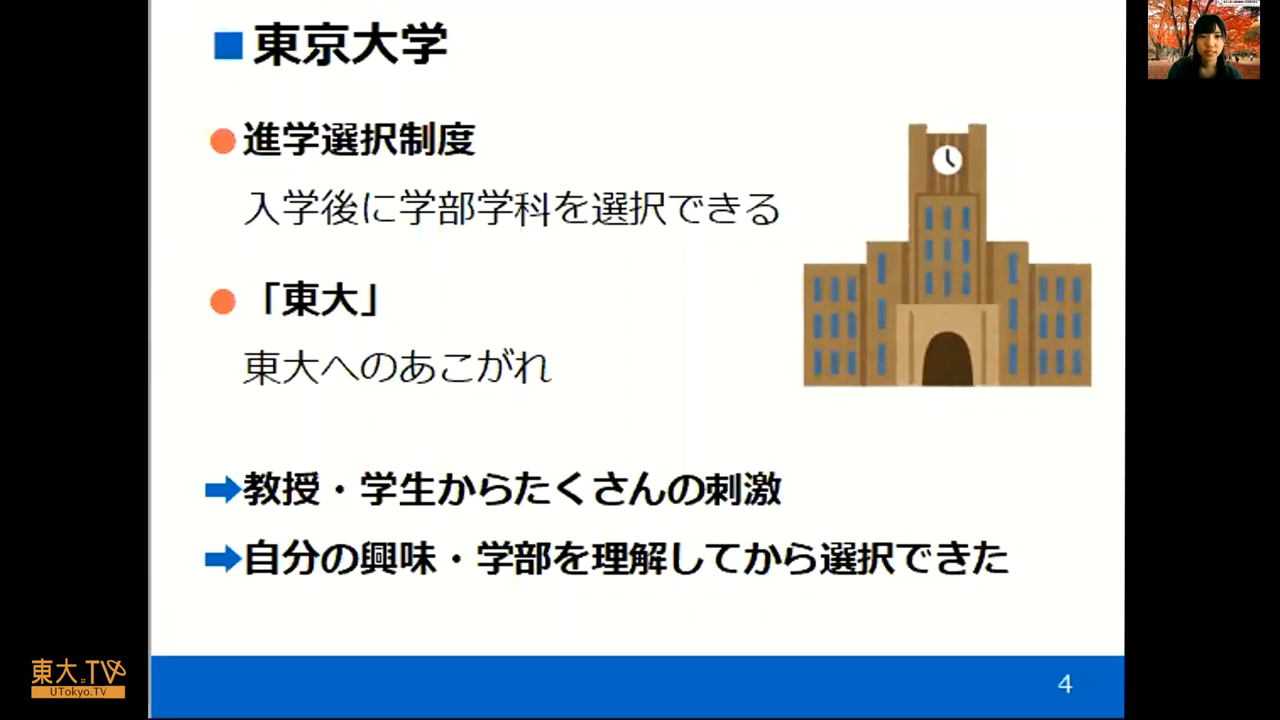 東京大学
進学選択制度
入学後に学部学科を選択できる
「東大」
東大へのあこがれ
教授・学生からたくさんの刺激
自分の興味・学部を理解してから選択できた
4
東大.TV
UTokyo.TV